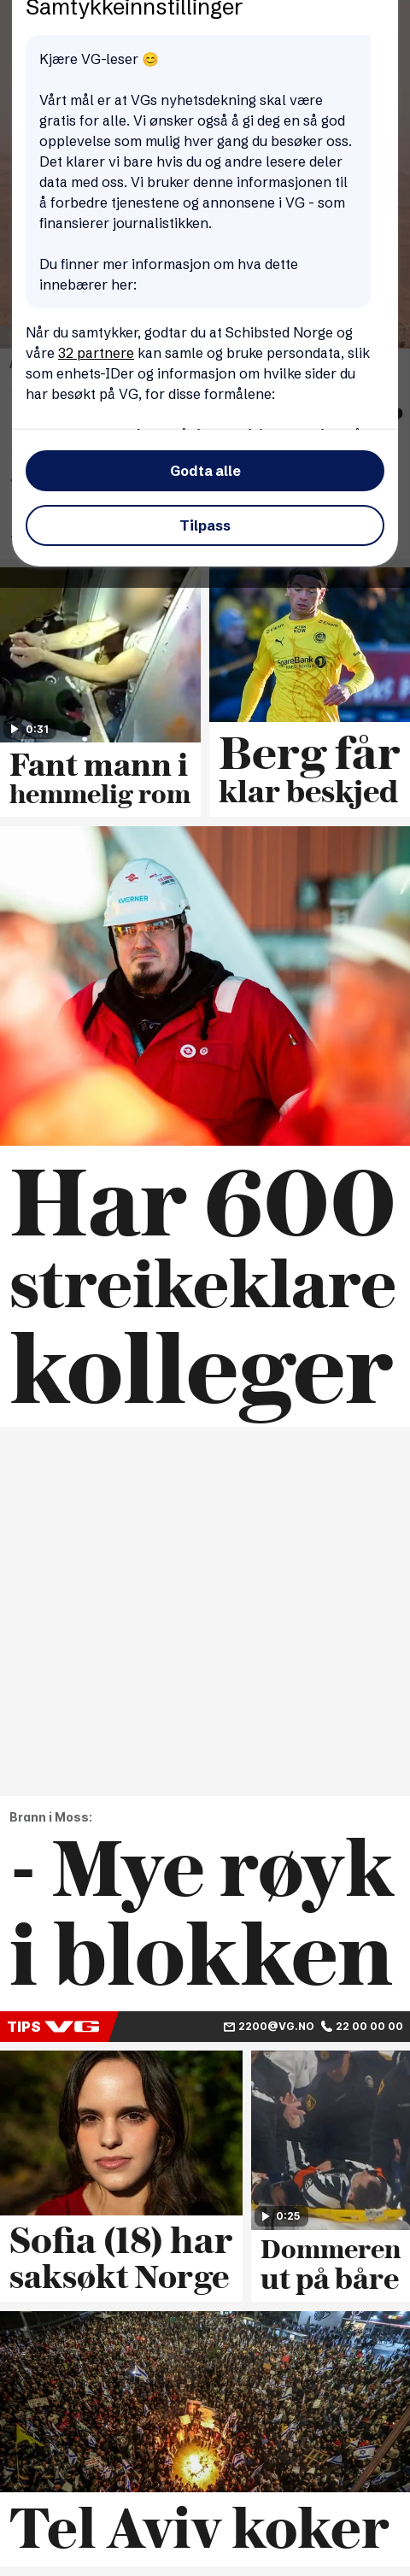 Samtykkeinnstillinger
Kjære VG-leser 😊
Vårt mål er at VGs nyhetsdekning skal være
gratis for alle. Vi ønsker også å gi deg en så god
opplevelse som mulig hver gang du besøker oss.
Det klarer vi bare hvis du og andre lesere deler
data med oss. Vi bruker denne informasjonen til
å forbedre tjenestene og annonsene i VG - som
finansierer journalistikken.
Du finner mer informasjon om hva dette
innebærer her:
Når du samtykker, godtar du at Schibsted Norge og
våre 32 partnere kan samle og bruke persondata, slik
som enhets-IDer og informasjon om hvilke sider du
har besøkt på VG, for disse formålene:
Godta alle
Tilpass
SpareBank 1
0:31
Fant mann i
hemmelig rom
Berg får
klar beskjed
KVÆRNER
Har 600
streikeklare
kolleger
Brann i Moss:
- Mye røyk
i blokken
TIPS VG
2200@VG.NO 22 00 00 00
Sofia (18) har
saksøkt Norge
0:25
Dommeren
ut på båre
Tel Aviv koker